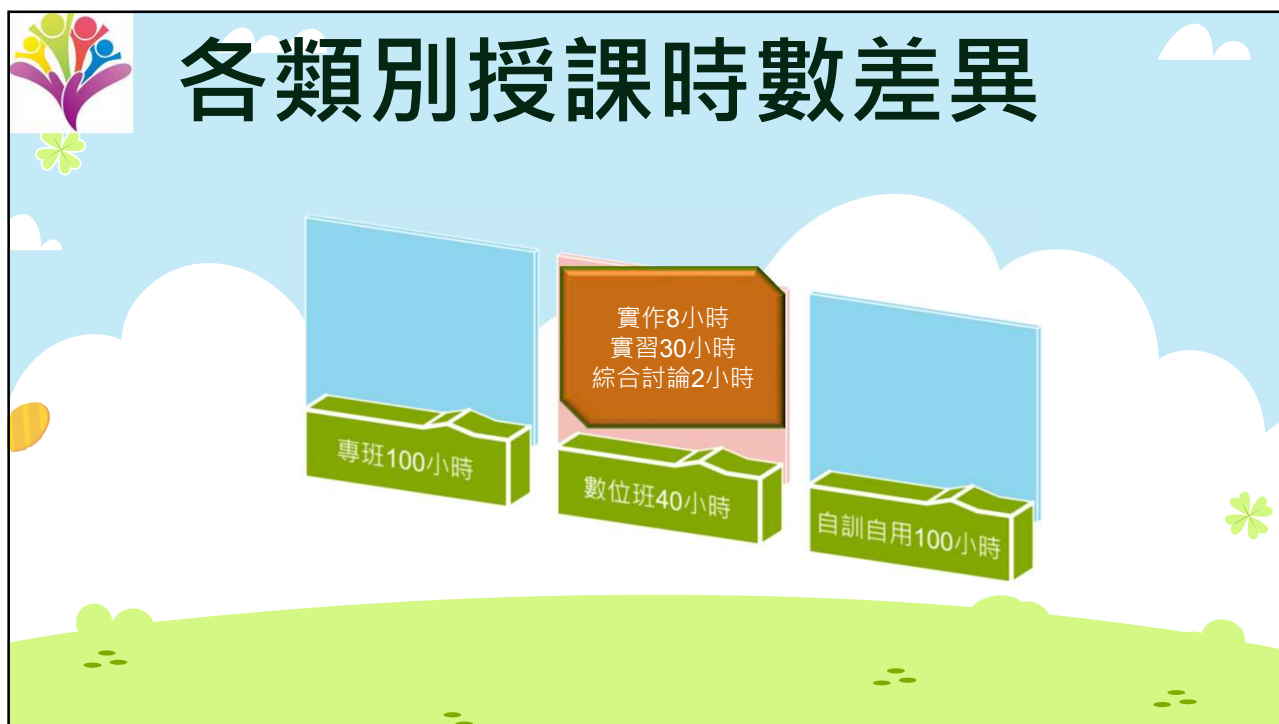 各類別授課時數差異
專班100小時
實作8小時
實習30小時
綜合討論2小時
數位班40小時
自訓自用100小時